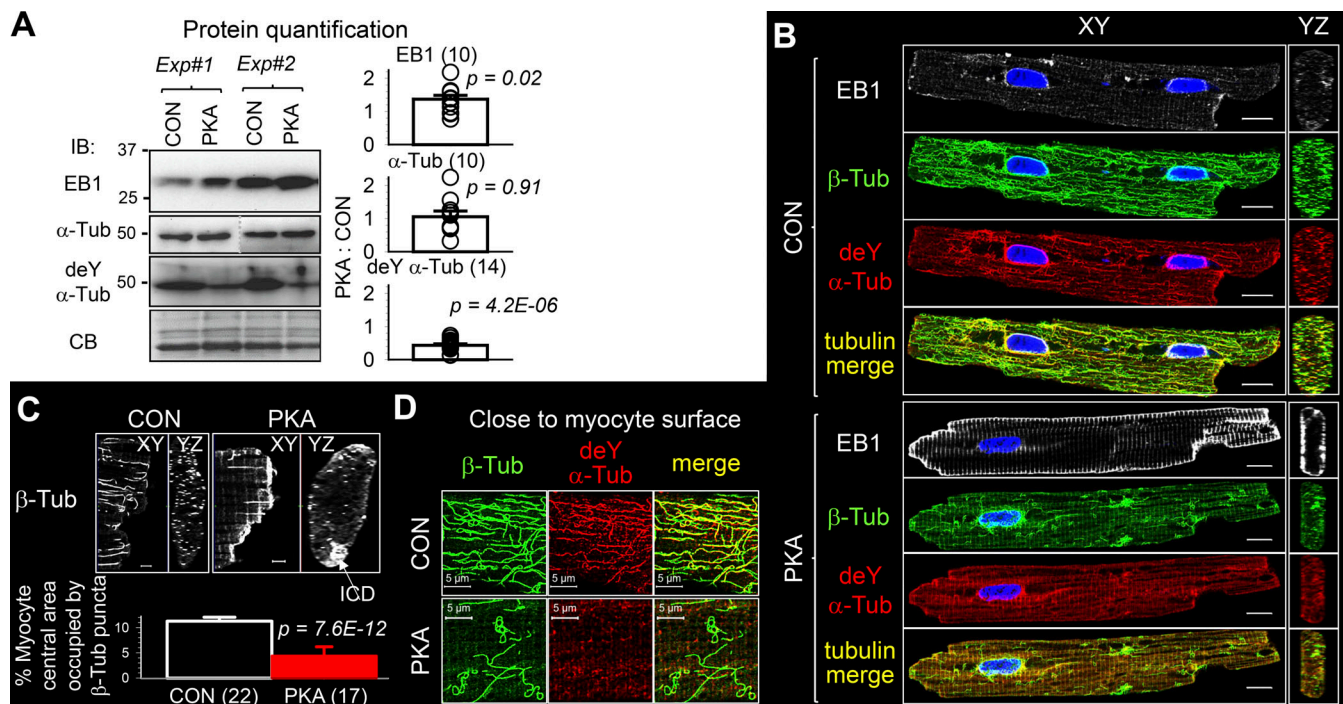 A
Protein quantification
Exp#1 Exp#2
CON PKA CON PKA
IB:
37
EB1
25
α-Tub 50
deY
α-Tub
50
CB
PKA : CON
EB1 (10)
2
1
0
p = 0.02
α-Tub (10)
2
1
0
p = 0.91
deY α-Tub (14)
2
1
0
p = 4.2E-06
B
XY YZ
CON
EB1
β-Tub
deY
α-Tub
tubulin
merge
PKA
EB1
β-Tub
deY
α-Tub
tubulin
merge
C
CON PKA
XY YZ XY YZ
β-Tub
ICD
% Myocyte
central area
occupied by
β-Tub puncta
10
5
0
p = 7.6E-12
CON (22) PKA (17)
D
Close to myocyte surface
β-Tub deY
α-Tub merge
CON
5 µm 5 µm 5 µm
PKA
5 µm 5 µm 5 µm